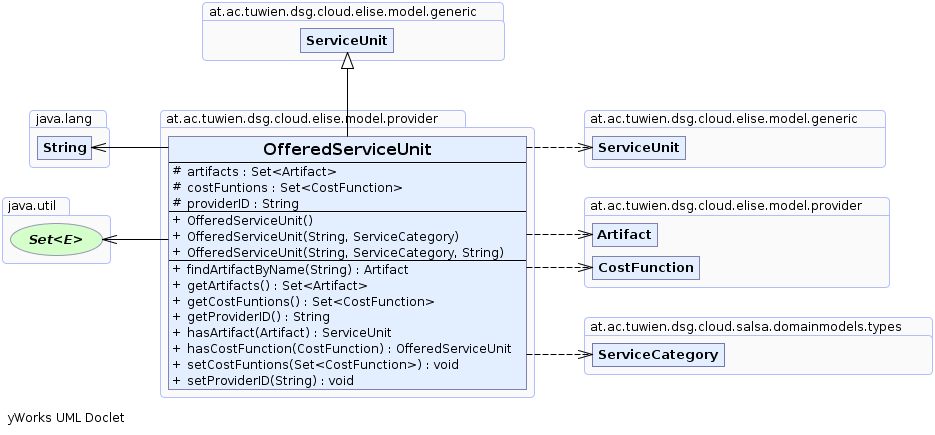 at.ac.tuwien.dsg.cloud.elise.model.generic
ServiceUnit
java.lang
String
java.util
Set<E>
at.ac.tuwien.dsg.cloud.elise.model.provider
OfferedServiceUnit
# artifacts : Set<Artifact>
# costFuntions : Set<CostFunction>
# providerID : String
+ OfferedServiceUnit()
+ OfferedServiceUnit(String, ServiceCategory)
+ OfferedServiceUnit(String, ServiceCategory, String)
+ findArtifactByName(String) : Artifact
+ getArtifacts() : Set<Artifact>
+ getCostFuntions() : Set<CostFunction>
+ getProviderID() : String
+ hasArtifact(Artifact) : ServiceUnit
+ hasCostFunction(CostFunction) : OfferedServiceUnit
+ setCostFuntions(Set<CostFunction>) : void
+ setProviderID(String) : void
at.ac.tuwien.dsg.cloud.elise.model.generic
ServiceUnit
at.ac.tuwien.dsg.cloud.elise.model.provider
Artifact
CostFunction
at.ac.tuwien.dsg.cloud.salsa.domainmodels.types
ServiceCategory
yWorks UML Doclet